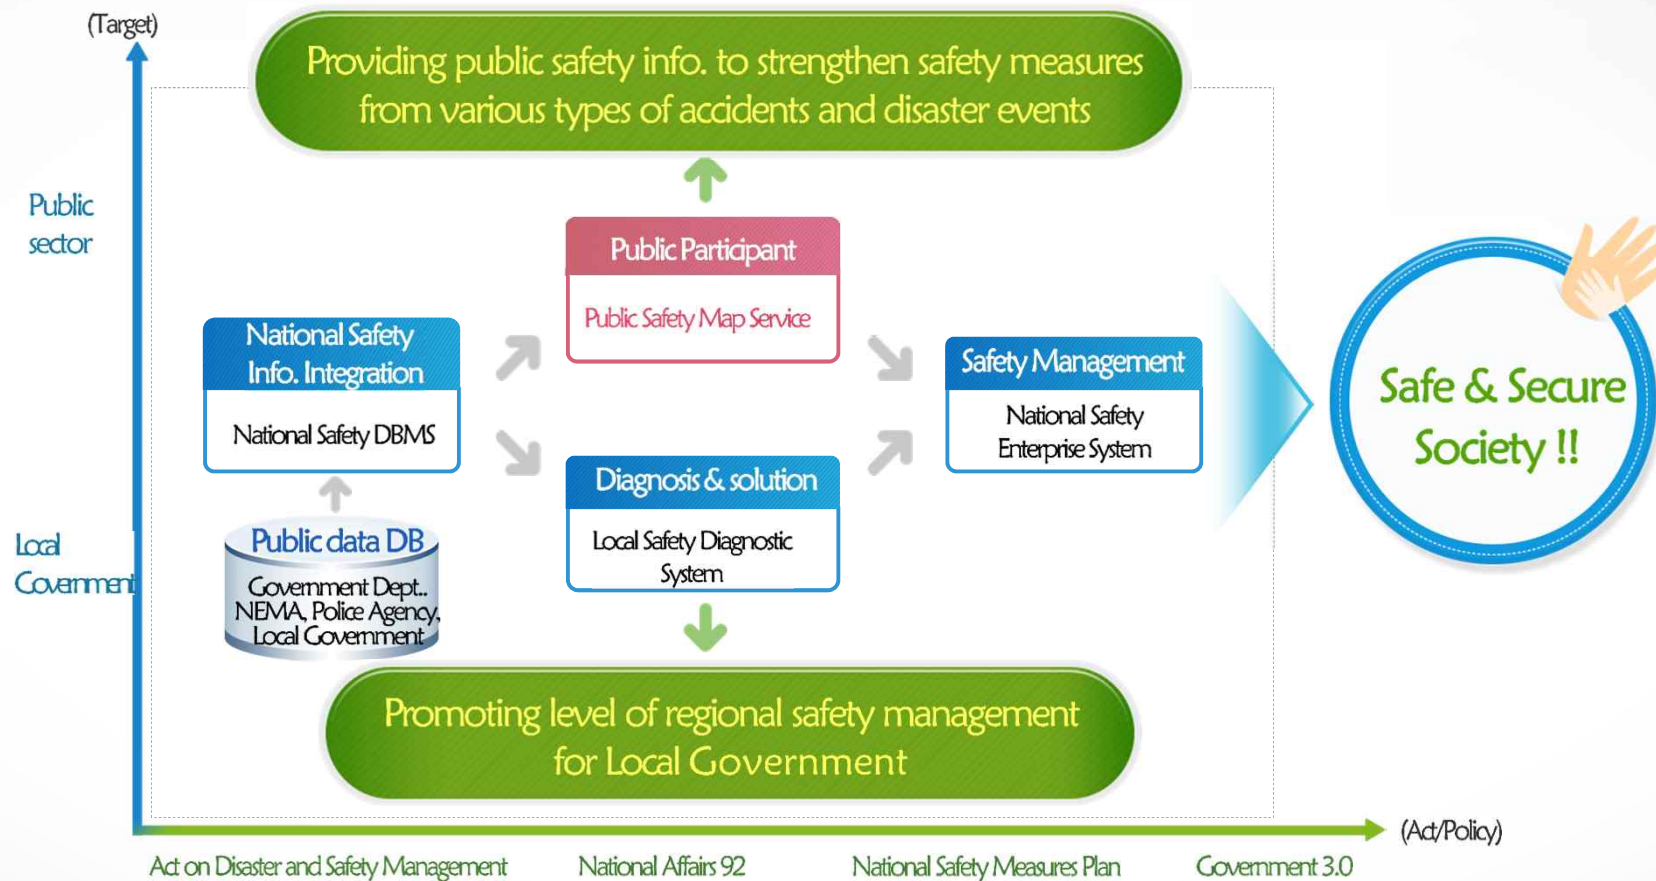 (Target)
Providing public safety info. to strengthen safety measures
from various types of accidents and disaster events
Public
sector
Public Participant
Public Safety Map Service
National Safety
Info. Integration
National Safety DBMS
Safety Management
National Safety
Enterprise System
Safe & Secure
Society !!
Diagnosis & solution
Local Safety Diagnostic
System
Local
Government
Public data DB
Government Dept..
NEMA, Police Agency,
Local Government
Promoting level of regional safety management
for Local Government
(Act/Policy)
Act on Disaster and Safety Management
National Affairs 92
National Safety Measures Plan
Government 3.0